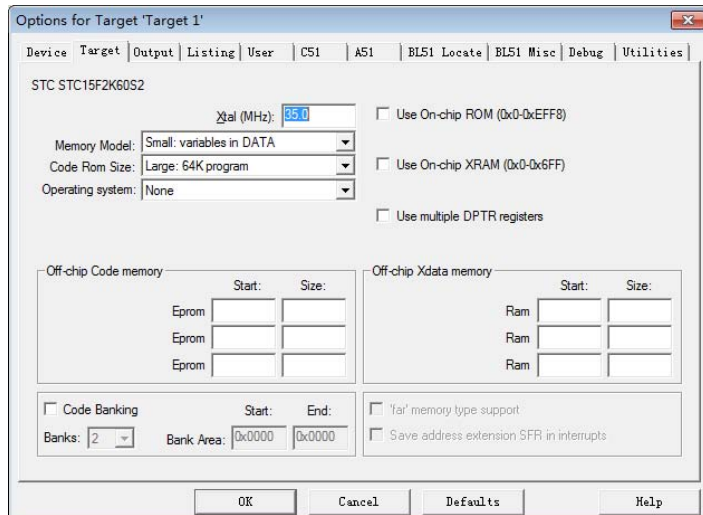 Options for Target 'Target 1'
Device Target Output Listing User C51 A51 BL51 Locate BL51 Misc Debug Utilities
STC STC15F2K60S2
Xtal (MHz): 35.0
Use On-chip ROM (0x0-0xEFF8)
Memory Model: Small: variables in DATA
Code Rom Size: Large: 64K program
Use On-chip XRAM (0x0-0x6FF)
Operating system: None
Use multiple DPTR registers
Off-chip Code memory
Start: Size:
Eprom
Eprom
Eprom
Off-chip Xdata memory
Start: Size:
Ram
Ram
Ram
Code Banking Start: End:
Banks: 2 Bank Area: 0x0000 0x0000
'far' memory type support
Save address extension SFR in interrupts
OK Cancel Defaults Help